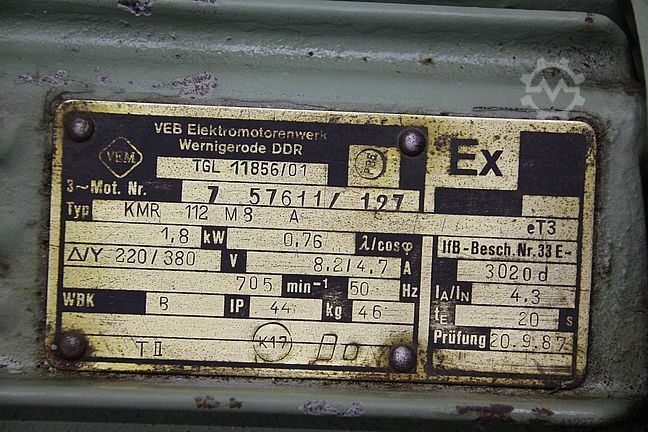 VEB Elektromotorenwerk
Wernigerode DDR
VEM
TGL 11856/01
Ex
3~Mot. Nr. 7 57611/ 127
Typ KMR 112 M8 A
eT3
1,8 kW 0,76 λ/cosφ
IfB-Besch.Nr.33 E-
Δ/Y 220/380 V 8,2/4,7 A
3020 d
705 min⁻¹ 50 Hz
IA/IN 4,3
WBK B IP 44 kg 46
tE 20 s
TII K17
Prüfung 20.9.87